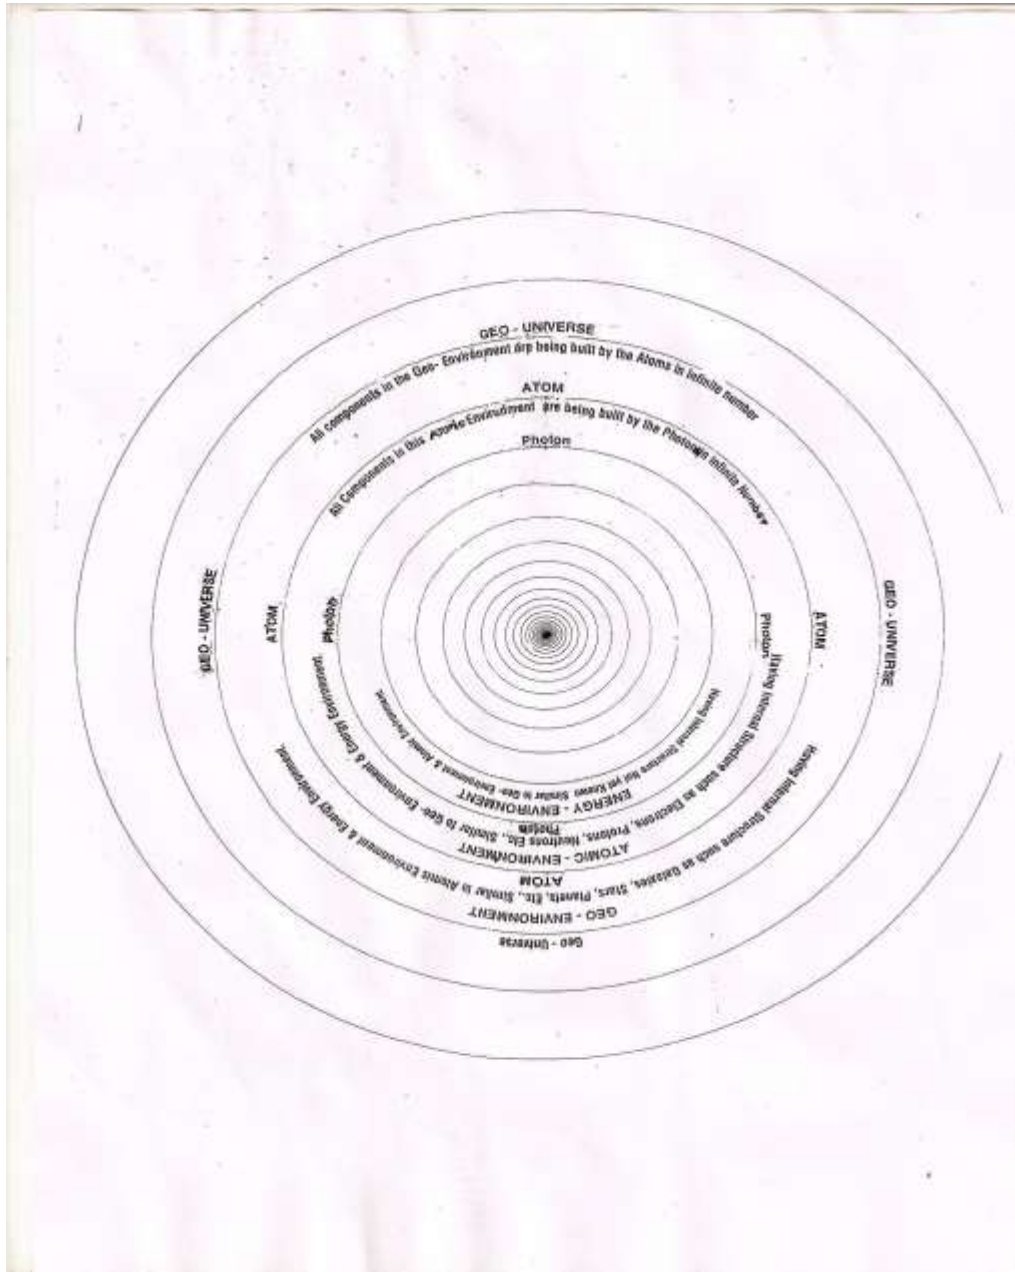 GEO - UNIVERSE
All components in the Geo- Environment are being built by the Atoms in Infinite number
ATOM
All Components in this Atomic Environment are being built by the Photons in Infinite Number
Photon
GEO - UNIVERSE
ATOM
Photon
Photon
ATOM
GEO - UNIVERSE
Having Internal Structure not yet Known Similar to Geo- Environment & Atomic Environment
ENERGY - ENVIRONMENT
Photon
Having Internal Structure such as Electrons, Protons, Neutrons Etc., Similar to Geo- Environment & Energy Environment
ATOMIC - ENVIRONMENT
ATOM
Having Internal Structure such as Galaxies, Stars, Planets, Etc., Similar to Atomic Environment & Energy Environment.
GEO - ENVIRONMENT
Geo - Universe